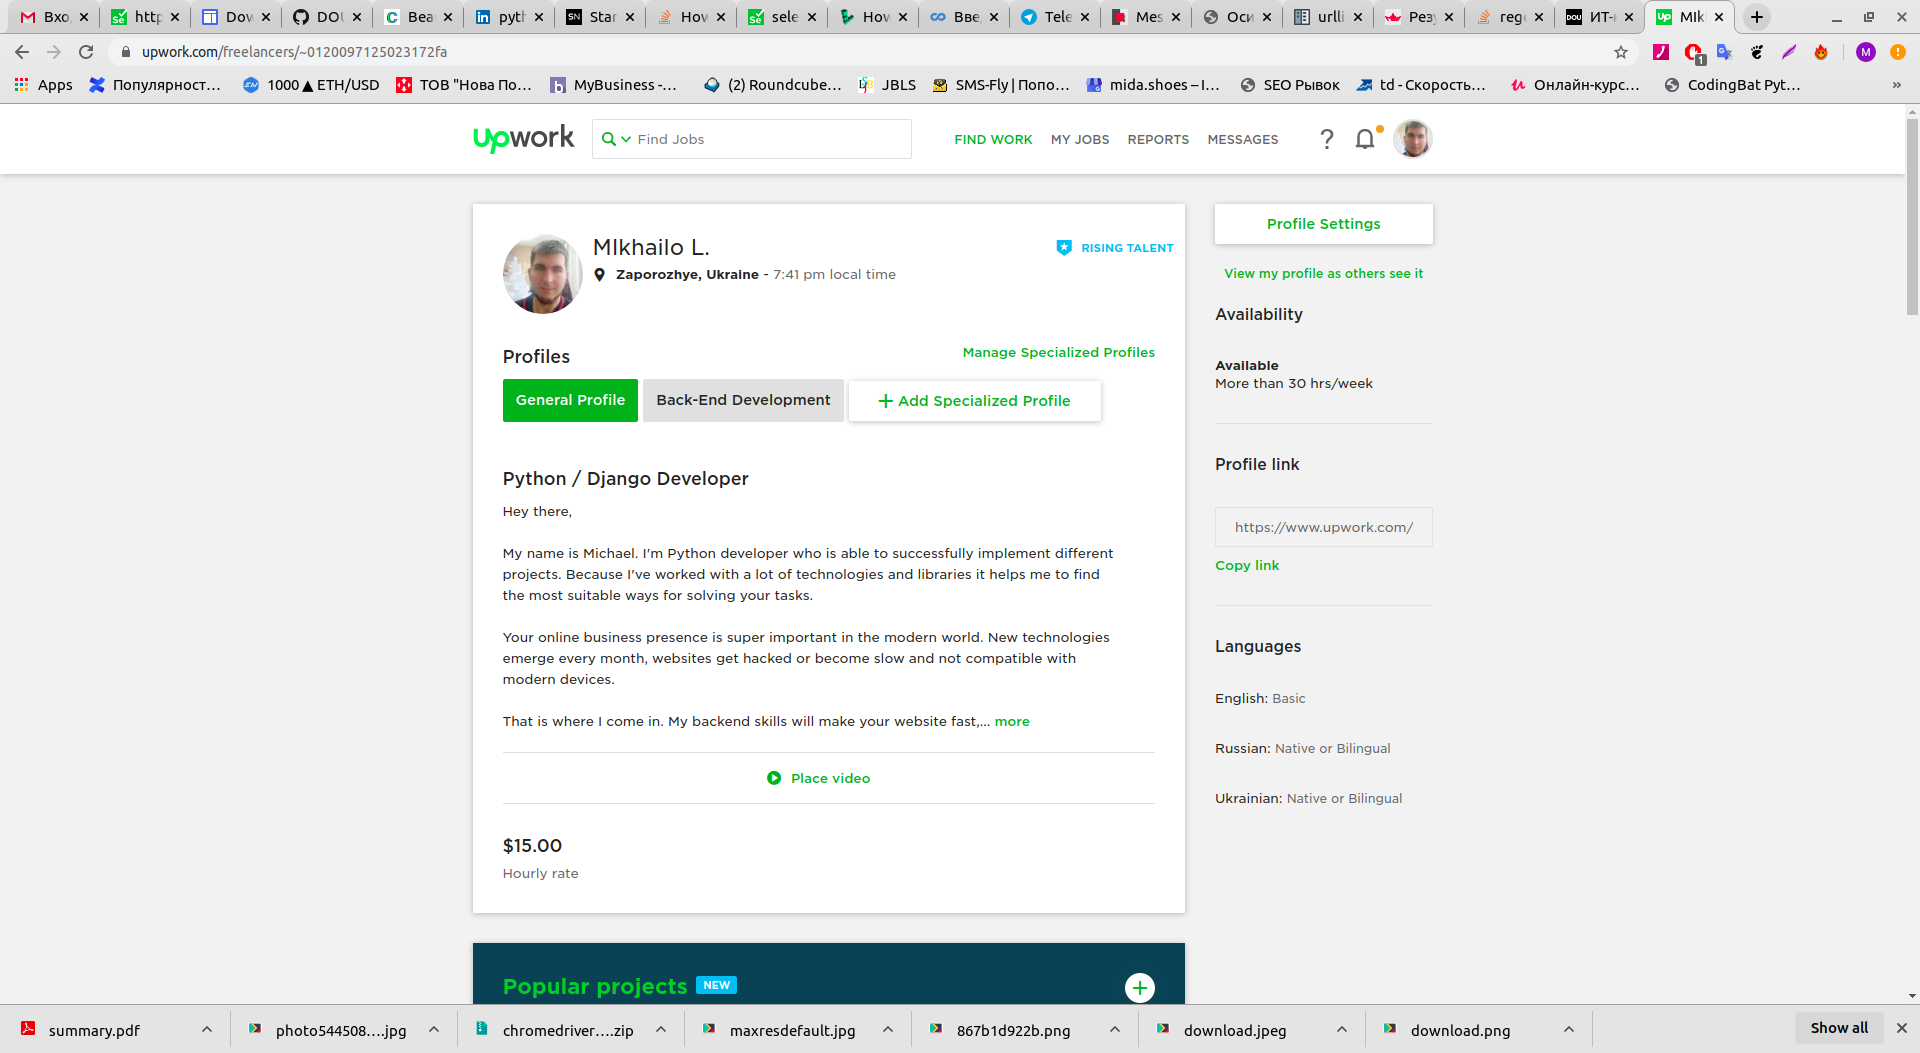 Вхо,
http
Dow
DOU
Bea
pyth
Star
How
sele
How
Вве,
Tele
Mes
Оси
urlli
Резу
rege
ИТ-н
MIkl
upwork.com/freelancers/~0120097125023172fa
Apps
Популярност...
1000 ▲ ETH/USD
ТОВ "Нова По...
MyBusiness -...
(2) Roundcube...
JBLS
SMS-Fly | Попо...
mida.shoes – I...
SEO Рывок
td - Скорость...
Онлайн-курс...
CodingBat Pyt...
»
upwork
Find Jobs
FIND WORK
MY JOBS
REPORTS
MESSAGES
MIkhailo L.
RISING TALENT
Zaporozhye, Ukraine - 7:41 pm local time
Profiles
Manage Specialized Profiles
General Profile
Back-End Development
+ Add Specialized Profile
Python / Django Developer
Hey there,
My name is Michael. I'm Python developer who is able to successfully implement different
projects. Because I've worked with a lot of technologies and libraries it helps me to find
the most suitable ways for solving your tasks.
Your online business presence is super important in the modern world. New technologies
emerge every month, websites get hacked or become slow and not compatible with
modern devices.
That is where I come in. My backend skills will make your website fast,... more
Place video
$15.00
Hourly rate
Popular projects NEW
Profile Settings
View my profile as others see it
Availability
Available
More than 30 hrs/week
Profile link
https://www.upwork.com/
Copy link
Languages
English: Basic
Russian: Native or Bilingual
Ukrainian: Native or Bilingual
summary.pdf
photo544508....jpg
chromedriver....zip
maxresdefault.jpg
867b1d922b.png
download.jpeg
download.png
Show all